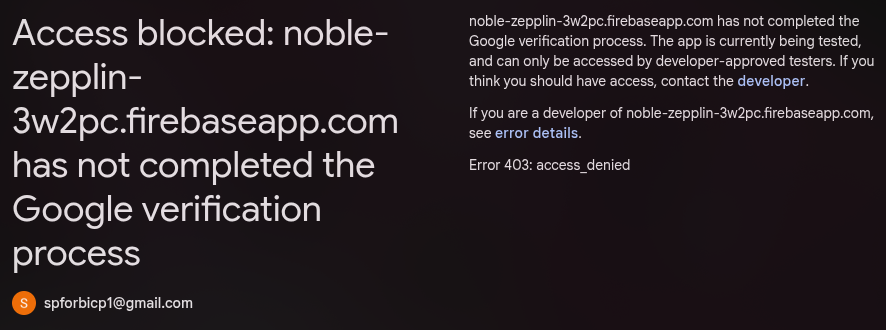 Access blocked: noble-
zepplin-
3w2pc.firebaseapp.com
has not completed the
Google verification
process
S spforbicp1@gmail.com
noble-zepplin-3w2pc.firebaseapp.com has not completed the
Google verification process. The app is currently being tested,
and can only be accessed by developer-approved testers. If you
think you should have access, contact the developer.
If you are a developer of noble-zepplin-3w2pc.firebaseapp.com,
see error details.
Error 403: access_denied